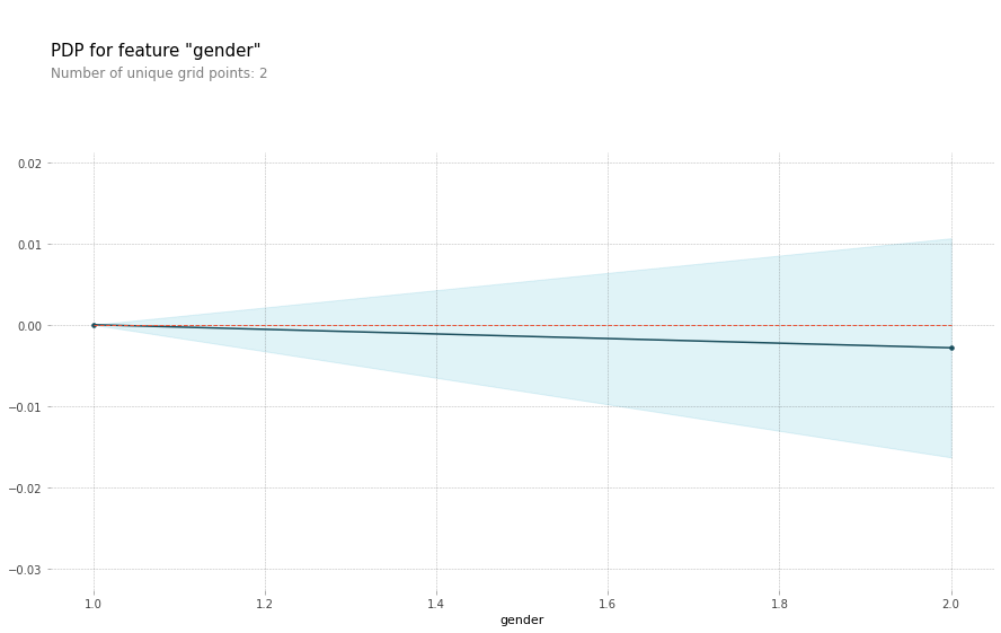 PDP for feature "gender"
Number of unique grid points: 2
0.02
0.01
0.00
−0.01
−0.02
−0.03
1.0 1.2 1.4 1.6 1.8 2.0
gender